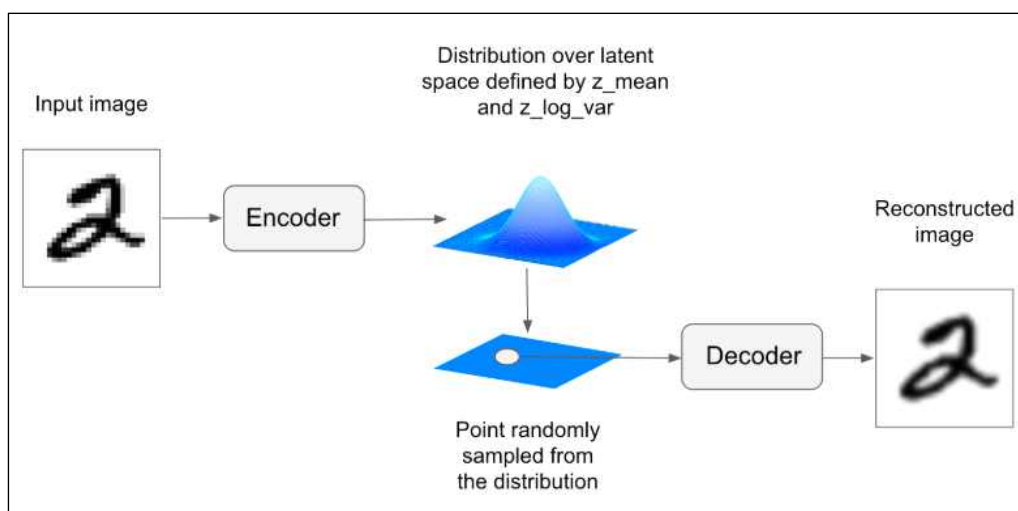 Distribution over latent
space defined by z_mean
and z_log_var
Input image
Encoder
Reconstructed
image
Decoder
Point randomly
sampled from
the distribution